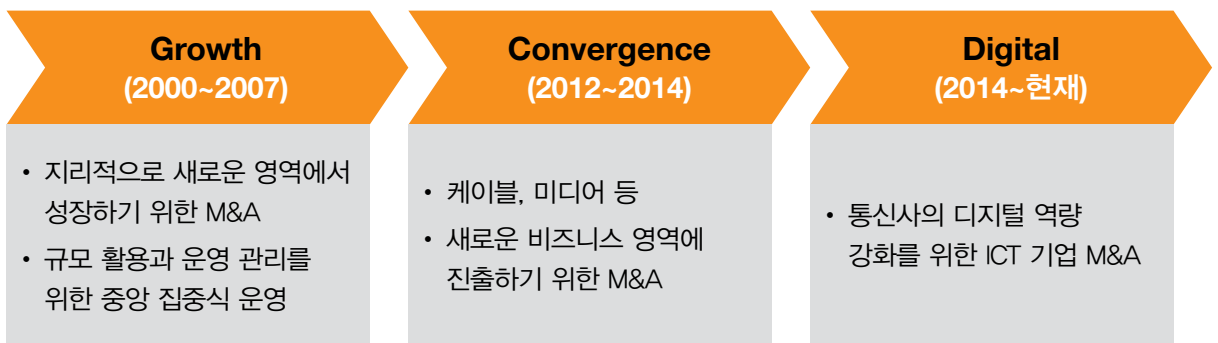 Growth
(2000~2007)
• 지리적으로 새로운 영역에서
성장하기 위한 M&A
• 규모 활용과 운영 관리를
위한 중앙 집중식 운영
Convergence
(2012~2014)
• 케이블, 미디어 등
• 새로운 비즈니스 영역에
진출하기 위한 M&A
Digital
(2014~현재)
• 통신사의 디지털 역량
강화를 위한 ICT 기업 M&A